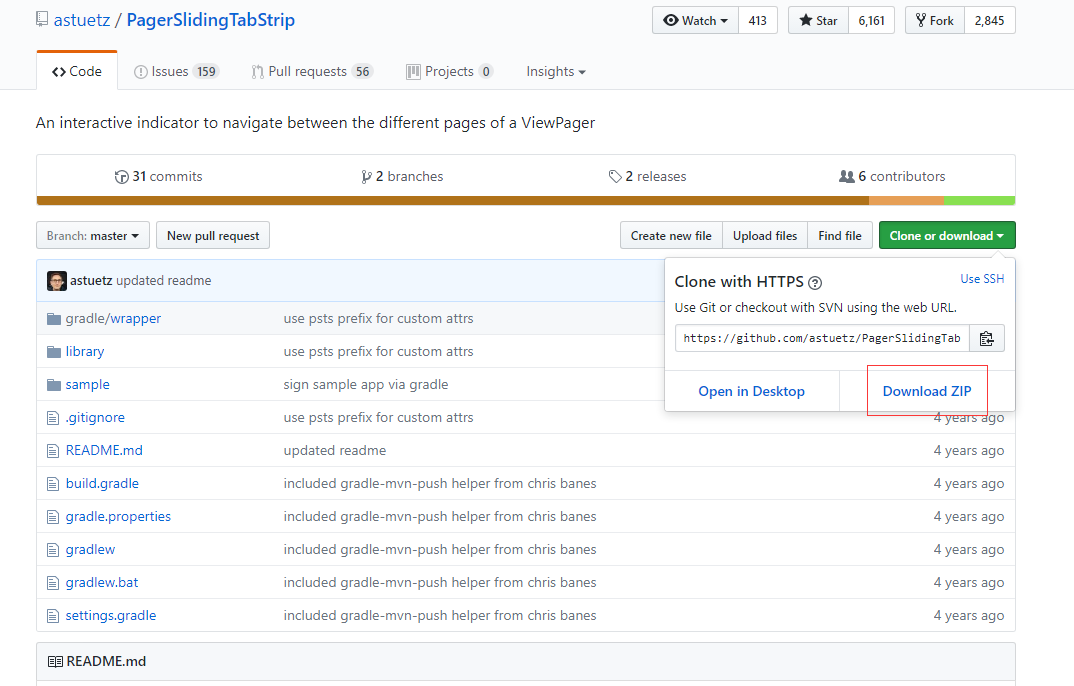 astuetz / PagerSlidingTabStrip
Watch 413 Star 6,161 Fork 2,845
Code Issues 159 Pull requests 56 Projects 0 Insights
An interactive indicator to navigate between the different pages of a ViewPager
31 commits 2 branches 2 releases 6 contributors
Branch: master New pull request Create new file Upload files Find file Clone or download
astuetz updated readme
Clone with HTTPS Use SSH
Use Git or checkout with SVN using the web URL.
https://github.com/astuetz/PagerSlidingTab
Open in Desktop Download ZIP
gradle/wrapper use psts prefix for custom attrs
library use psts prefix for custom attrs
sample sign sample app via gradle
.gitignore use psts prefix for custom attrs 4 years ago
README.md updated readme 4 years ago
build.gradle included gradle-mvn-push helper from chris banes 4 years ago
gradle.properties included gradle-mvn-push helper from chris banes 4 years ago
gradlew included gradle-mvn-push helper from chris banes 4 years ago
gradlew.bat included gradle-mvn-push helper from chris banes 4 years ago
settings.gradle included gradle-mvn-push helper from chris banes 4 years ago
README.md